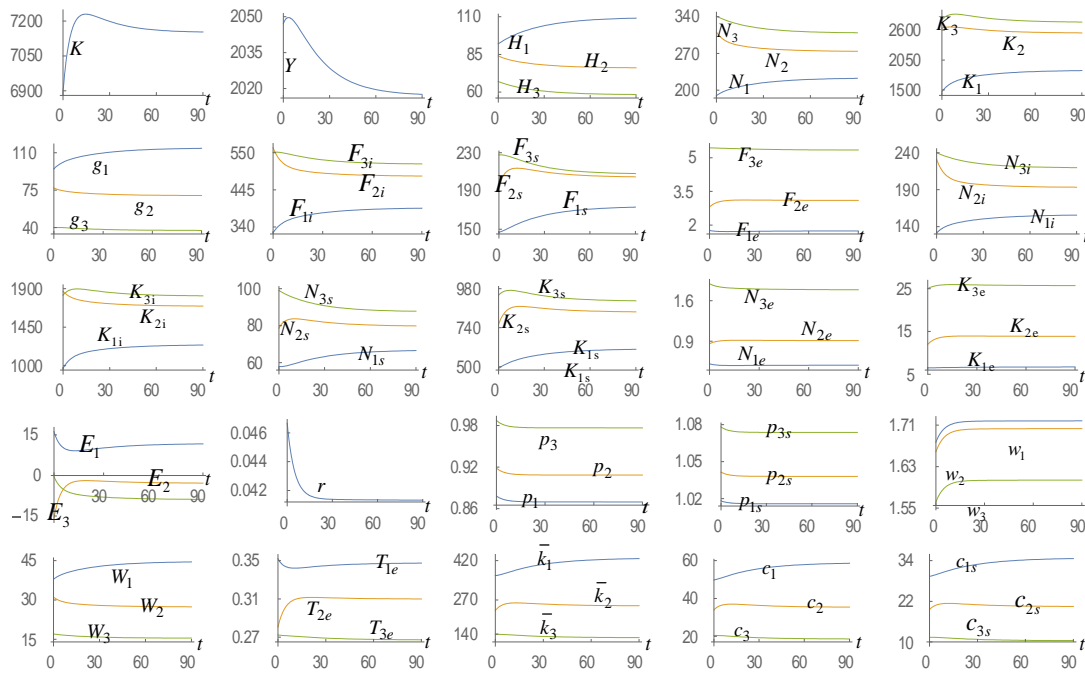 7200 7050 6900 K 0 30 60 90 t
2050 2035 2020 Y 0 30 60 90 t
110 85 60 H1 H2 H3 0 30 60 90 t
340 270 200 N3 N2 N1 0 30 60 90 t
2600 2050 1500 K3 K2 K1 0 30 60 90 t
110 75 40 g1 g2 g3 0 30 60 90 t
550 445 340 F3i F2i F1i 0 30 60 90 t
230 190 150 F3s F2s F1s 0 30 60 90 t
5 3.5 2 F3e F2e F1e 0 30 60 90 t
240 190 140 N3i N2i N1i 0 30 60 90 t
1900 1450 1000 K3i K2i K1i 0 30 60 90 t
100 80 60 N3s N2s N1s 0 30 60 90 t
980 740 500 K3s K2s K1s K1s 0 30 60 90 t
1.6 0.9 N3e N2e N1e 0 30 60 90 t
25 15 5 K3e K2e K1e 0 30 60 90 t
15 0 −15 E1 E2 E3 30 60 90 t
0.046 0.044 0.042 r 0 30 60 90 t
0.98 0.92 0.86 p3 p2 p1 0 30 60 90 t
1.08 1.05 1.02 p3s p2s p1s 0 30 60 90 t
1.71 1.63 1.55 w1 w2 w3 0 30 60 90 t
45 30 15 W1 W2 W3 0 30 60 90 t
0.35 0.31 0.27 T1e T2e T3e 0 30 60 90 t
420 280 140 k̄1 k̄2 k̄3 0 30 60 90 t
60 40 20 c1 c2 c3 0 30 60 90 t
34 22 10 c1s c2s c3s 0 30 60 90 t